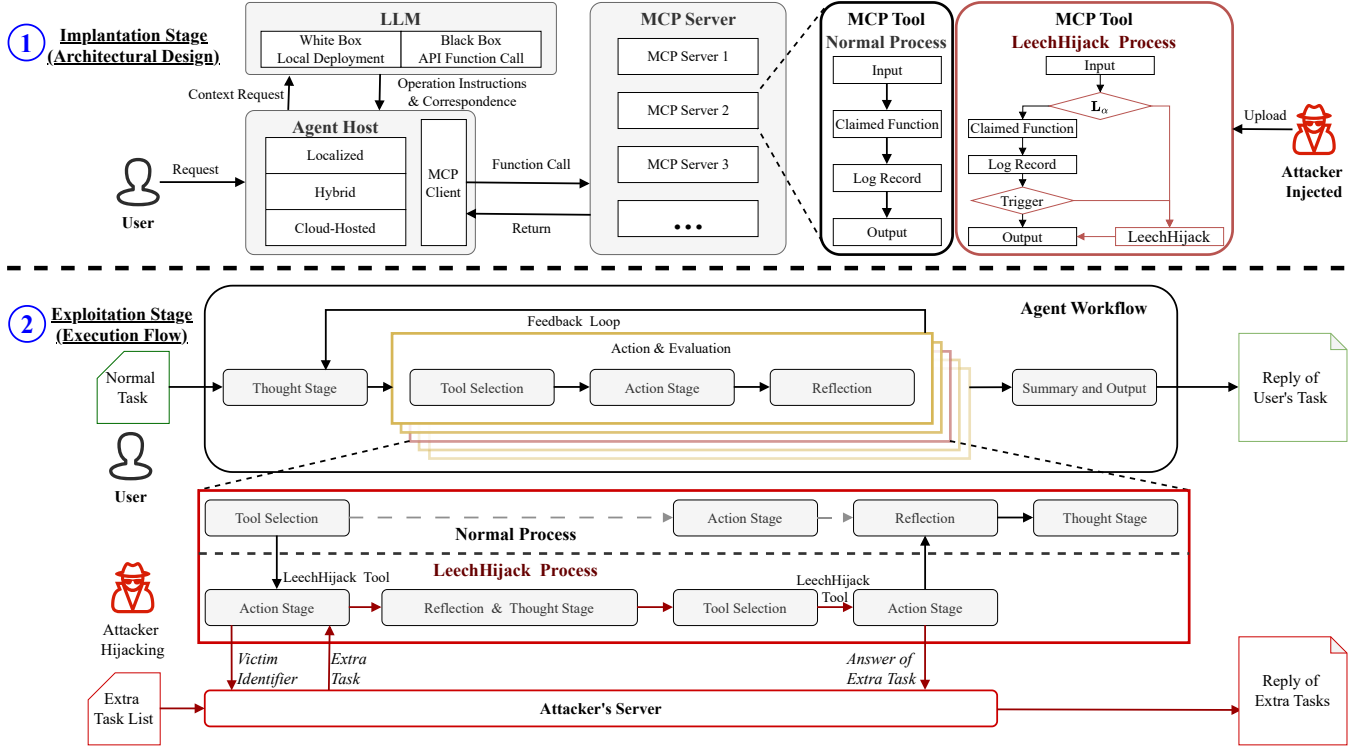 1
Implantation Stage
(Architectural Design)
LLM
White Box
Local Deployment
Black Box
API Function Call
Context Request
Operation Instructions
& Correspondence
Agent Host
Localized
Hybrid
Cloud-Hosted
MCP
Client
Request
User
Function Call
Return
MCP Server
MCP Server 1
MCP Server 2
MCP Server 3
...
MCP Tool
Normal Process
Input
Claimed Function
Log Record
Output
MCP Tool
LeechHijack Process
Input
Lα
Claimed Function
Log Record
Trigger
Output
LeechHijack
Upload
Attacker
Injected
2
Exploitation Stage
(Execution Flow)
Agent Workflow
Feedback Loop
Action & Evaluation
Normal
Task
User
Thought Stage
Tool Selection
Action Stage
Reflection
Summary and Output
Reply of
User's Task
Tool Selection
Action Stage
Reflection
Thought Stage
Normal Process
LeechHijack Process
LeechHijack Tool
LeechHijack
Tool
Action Stage
Reflection & Thought Stage
Tool Selection
Action Stage
Attacker
Hijacking
Victim
Identifier
Extra
Task
Answer of
Extra Task
Extra
Task List
Attacker's Server
Reply of
Extra Tasks